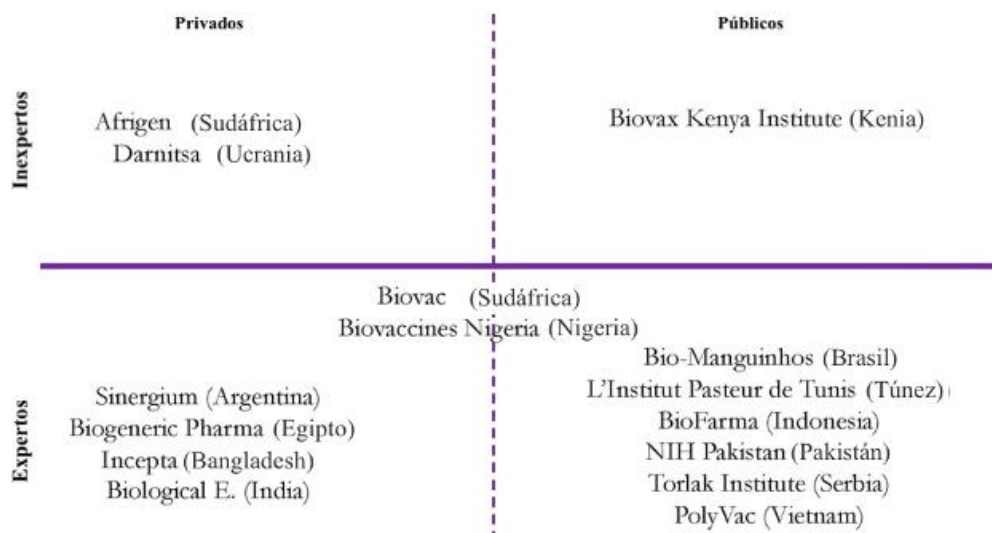 Privados
Públicos
Inexpertos
Afrigen (Sudáfrica)
Darnitsa (Ucrania)
Biovax Kenya Institute (Kenia)
Biovac (Sudáfrica)
Biovaccines Nigeria (Nigeria)
Expertos
Sinergium (Argentina)
Biogeneric Pharma (Egipto)
Incepta (Bangladesh)
Biological E. (India)
Bio-Manguinhos (Brasil)
L'Institut Pasteur de Tunis (Túnez)
BioFarma (Indonesia)
NIH Pakistan (Pakistán)
Torlak Institute (Serbia)
PolyVac (Vietnam)